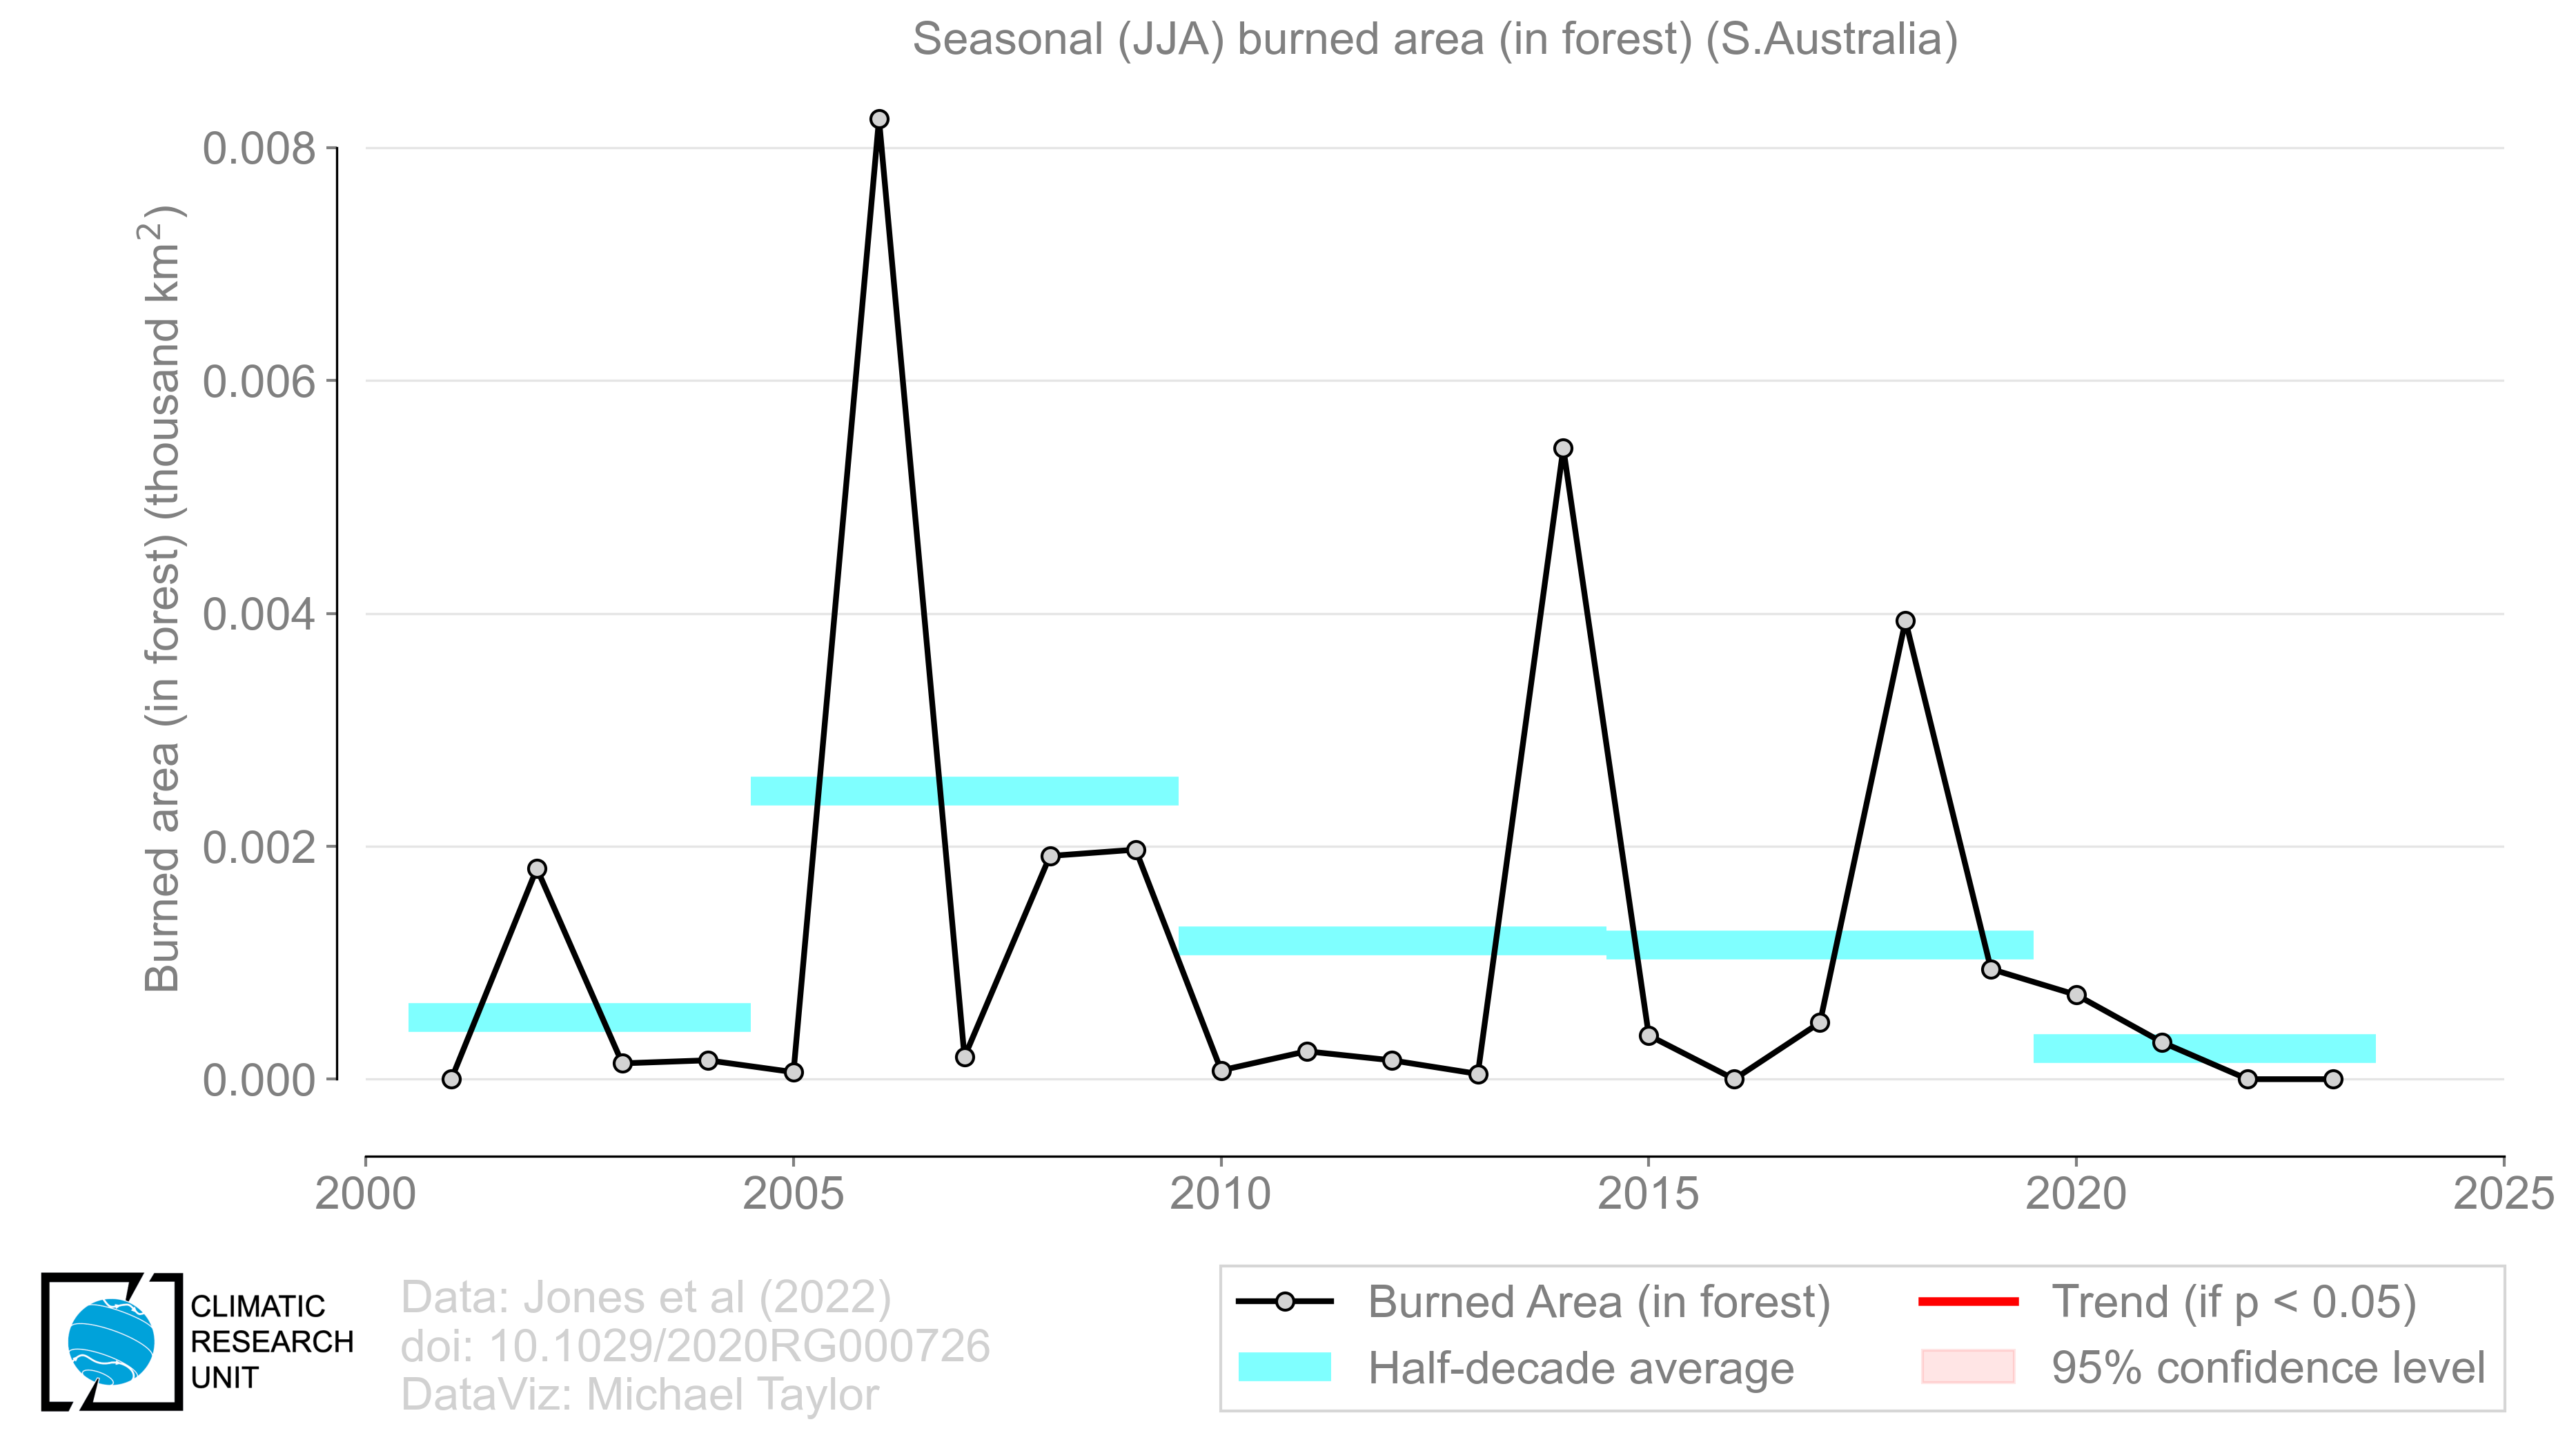 Seasonal (JJA) burned area (in forest) (S.Australia)
Burned area (in forest) (thousand km²)
0.008
0.006
0.004
0.002
0.000
2000 2005 2010 2015 2020 2025
CLIMATIC
RESEARCH
UNIT
Data: Jones et al (2022)
doi: 10.1029/2020RG000726
DataViz: Michael Taylor
Burned Area (in forest)
Half-decade average
Trend (if p < 0.05)
95% confidence level